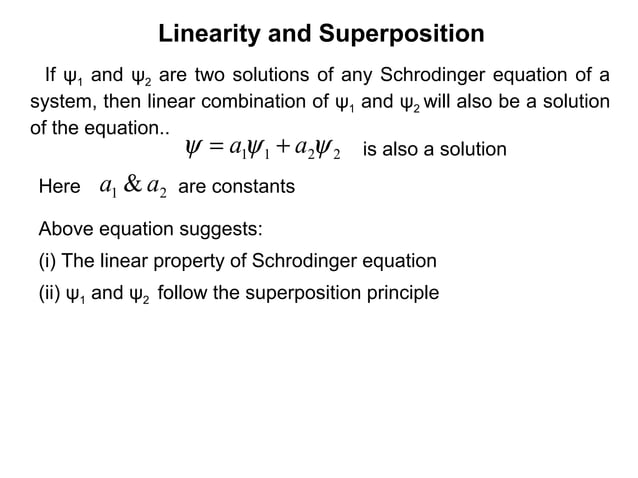 Linearity and Superposition
If ψ₁ and ψ₂ are two solutions of any Schrodinger equation of a
system, then linear combination of ψ₁ and ψ₂ will also be a solution
of the equation..
ψ = a₁ψ₁ + a₂ψ₂ is also a solution
Here a₁ & a₂ are constants
Above equation suggests:
(i) The linear property of Schrodinger equation
(ii) ψ₁ and ψ₂ follow the superposition principle